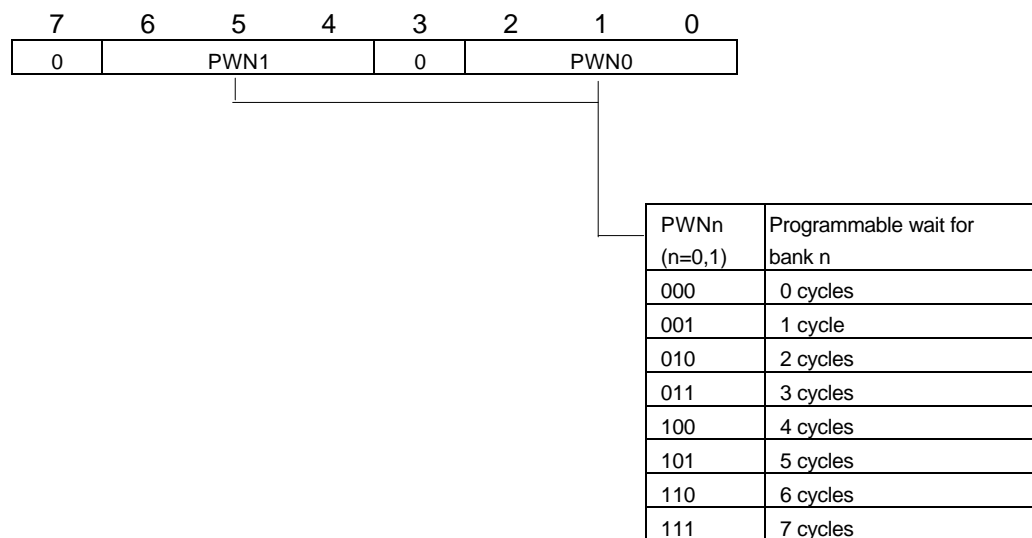 7 6 5 4 3 2 1 0
0 PWN1 0 PWN0
PWNn Programmable wait for
(n=0,1) bank n
000 0 cycles
001 1 cycle
010 2 cycles
011 3 cycles
100 4 cycles
101 5 cycles
110 6 cycles
111 7 cycles